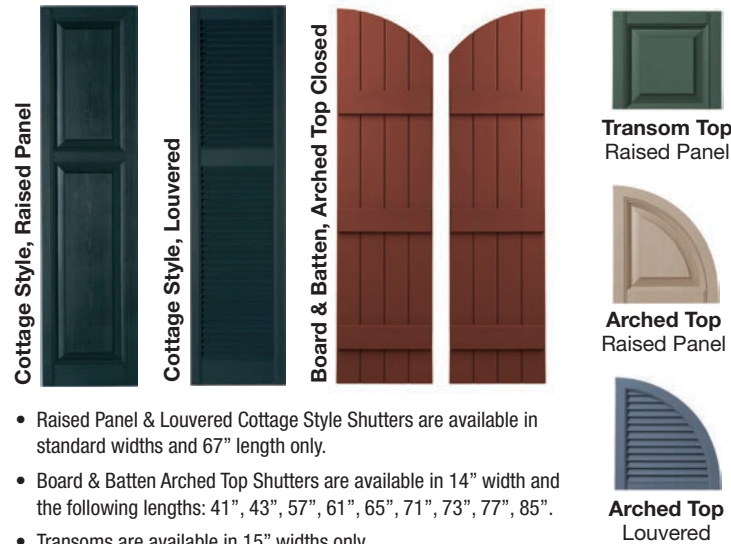 Cottage Style, Raised Panel
Cottage Style, Louvered
Board & Batten, Arched Top Closed
Transom Top
Raised Panel
Arched Top
Raised Panel
Arched Top
Louvered
• Raised Panel & Louvered Cottage Style Shutters are available in
standard widths and 67” length only.
• Board & Batten Arched Top Shutters are available in 14” width and
the following lengths: 41”, 43”, 57”, 61”, 65”, 71”, 73”, 77”, 85”.
• Transoms are available in 15” widths only.